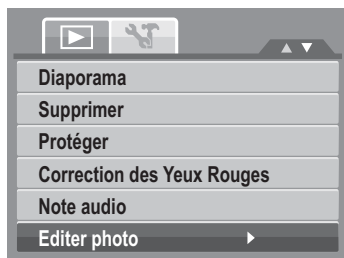 Diaporama
Supprimer
Protéger
Correction des Yeux Rouges
Note audio
Editer photo